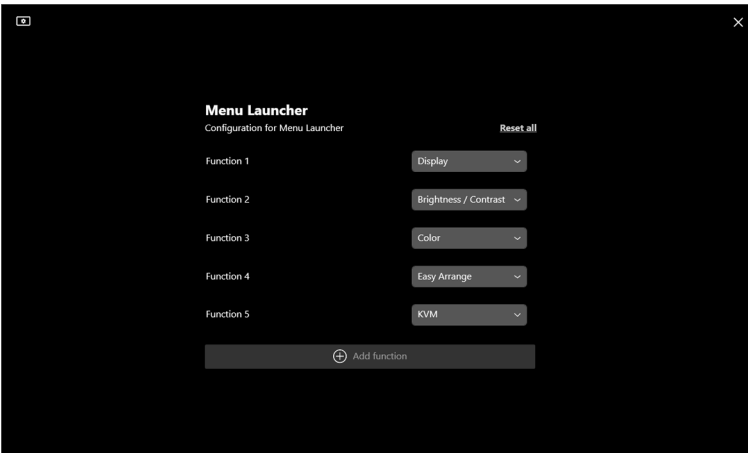 Menu Launcher
Configuration for Menu Launcher Reset all
Function 1 Display
Function 2 Brightness / Contrast
Function 3 Color
Function 4 Easy Arrange
Function 5 KVM
Add function